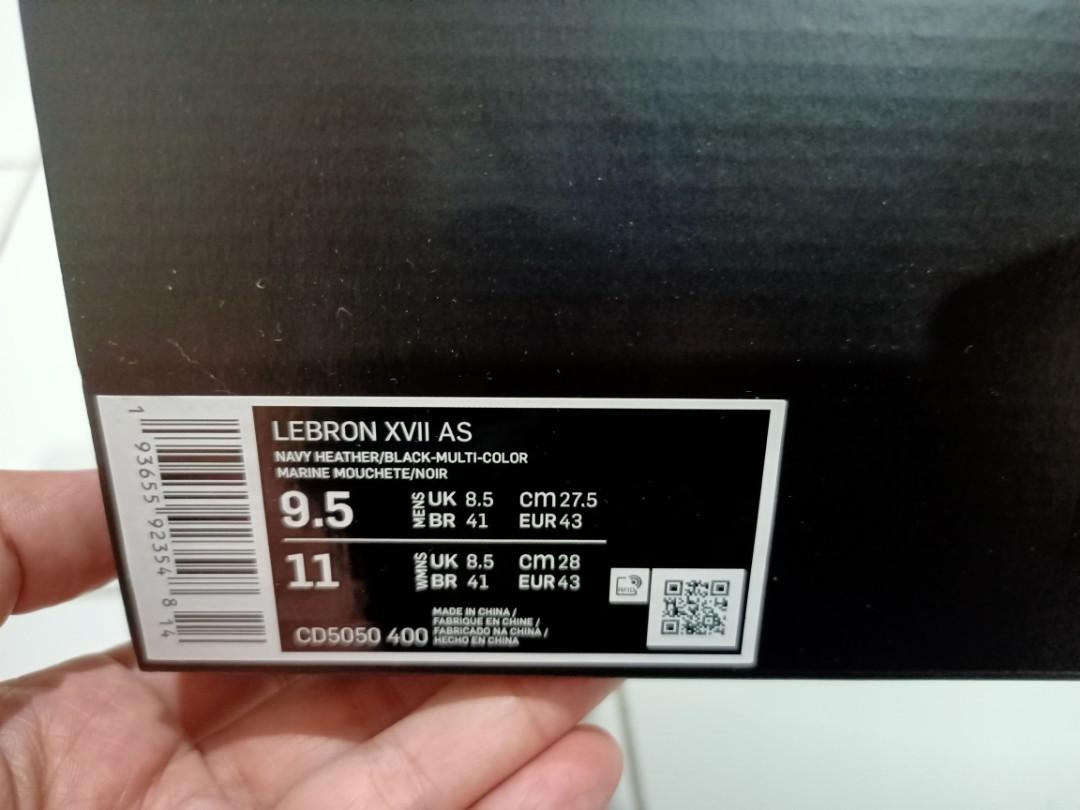 LEBRON XVII AS
NAVY HEATHER/BLACK-MULTI-COLOR
MARINE MOUCHETE/NOIR
9.5 MENS UK 8.5 cm 27.5
BR 41 EUR 43
11 WMNS UK 8.5 cm 28
BR 41 EUR 43
CD5050 400
MADE IN CHINA /
FABRIQUE EN CHINE /
FABRICADO NA CHINA /
HECHO EN CHINA
RFID
1 93655 92354 8 14